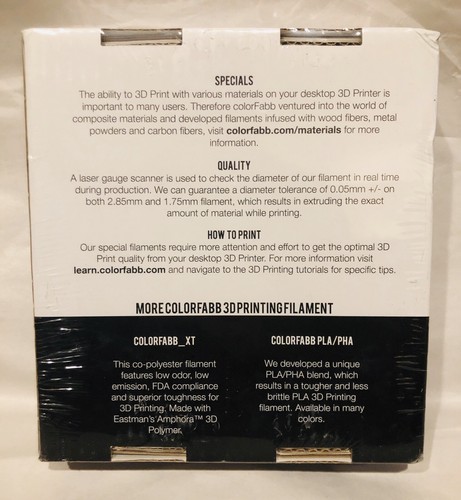 SPECIALS
The ability to 3D Print with various materials on your desktop 3D Printer is
important to many users. Therefore colorFabb ventured into the world of
composite materials and developed filaments infused with wood fibers, metal
powders and carbon fibers, visit colorfabb.com/materials for more
information.
QUALITY
A laser gauge scanner is used to check the diameter of our filament in real time
during production. We can guarantee a diameter tolerance of 0.05mm +/- on
both 2.85mm and 1.75mm filament, which results in extruding the exact
amount of material while printing.
HOW TO PRINT
Our special filaments require more attention and effort to get the optimal 3D
Print quality from your desktop 3D Printer. For more information visit
learn.colorfabb.com and navigate to the 3D Printing tutorials for specific tips.
MORE COLORFABB 3D PRINTING FILAMENT
COLORFABB_XT
This co-polyester filament
features low odor, low
emission, FDA compliance
and superior toughness for
3D Printing. Made with
Eastman's Amphora™ 3D
Polymer.
COLORFABB PLA/PHA
We developed a unique
PLA/PHA blend, which
results in a tougher and less
brittle PLA 3D Printing
filament. Available in many
colors.